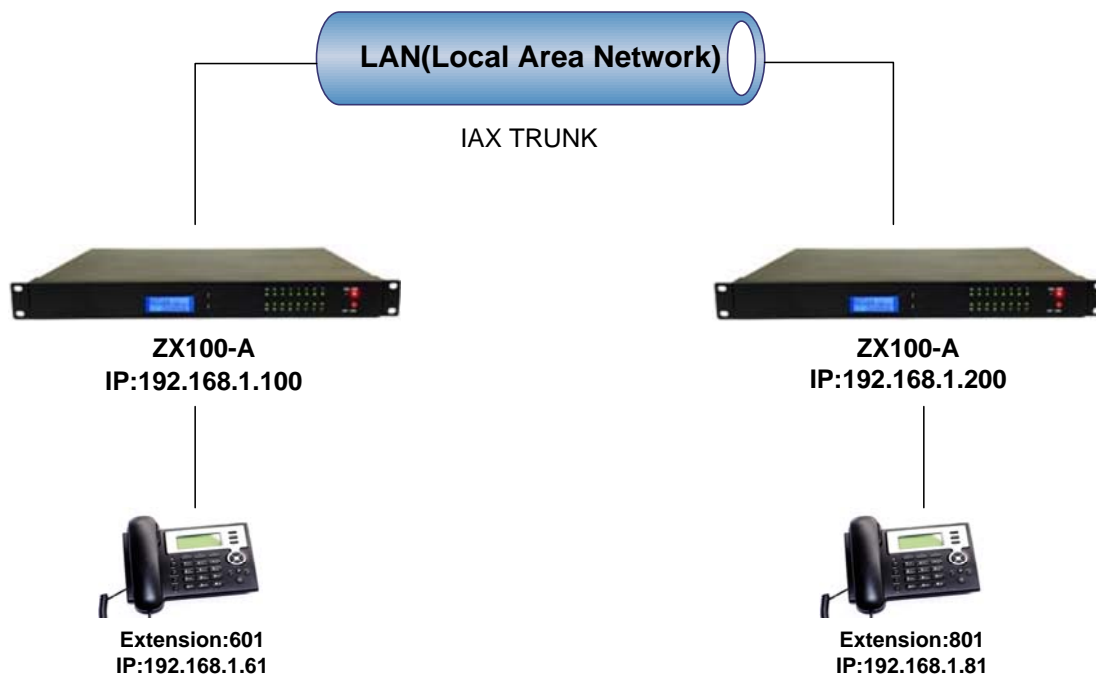 LAN(Local Area Network)
IAX TRUNK
ZX100-A
IP:192.168.1.100
ZX100-A
IP:192.168.1.200
Extension:601
IP:192.168.1.61
Extension:801
IP:192.168.1.81